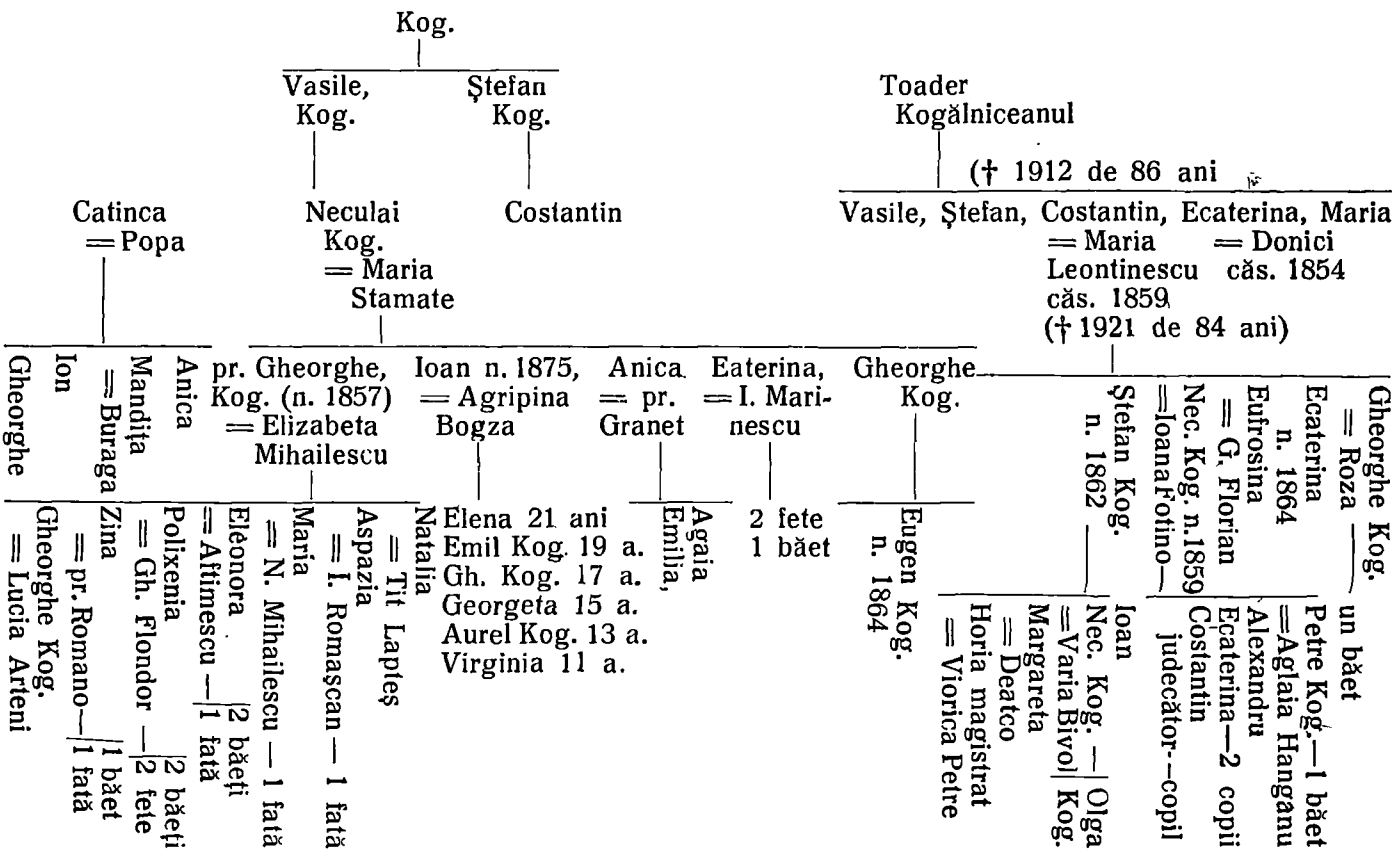 Kog.
Vasile,
Kog.
Ştefan
Kog.
Toader
Kogălniceanul
(† 1912 de 86 ani
Catinca
= Popa
Neculai
Kog.
= Maria
Stamate
Costantin
Vasile, Ştefan, Costantin, Ecaterina, Maria
= Maria
Leontinescu
căs. 1859
(† 1921 de 84 ani)
= Donici
căs. 1854
Gheorghe
Ion
Mandiţa
= Buraga
Anica
pr. Gheorghe,
Kog. (n. 1857)
= Elizabeta
Mihailescu
Ioan n. 1875,
= Agripina
Bogza
Anica
= pr.
Granet
Eaterina,
= I. Mari-
nescu
Gheorghe
Kog.
Ştefan Kog.
n. 1862
Nec. Kog. n. 1859
= Ioana Fotino—
Eufrosina
= G. Florian
Ecaterina
n. 1864
Gheorghe Kog.
= Roza — un băet
Gheorghe Kog.
= Lucia Arteni
Zina
= pr. Romano— 1 băet
1 fată
Polixenia
= Gh. Flondor — 2 băeţi
2 fete
Eleonora
= Aftimescu — 2 băeţi
1 fată
Maria
= N. Mihailescu — 1 fată
Aspazia
= I. Romaşcan — 1 fată
Natalia
= Tit Lapteş
Elena 21 ani
Emil Kog. 19 a.
Gh. Kog. 17 a.
Georgeta 15 a.
Aurel Kog. 13 a.
Virginia 11 a.
Emilia,
Agaia
2 fete
1 băet
Eugen Kog.
n. 1864
Horia magistrat
= Viorica Petre
Margareta
= Deatco
Nec. Kog. — Olga
= Varia Bivol Kog.
Ioan
Costantin
judecător--copil
Ecaterina—2 copii
Alexandru
Petre Kog.—1 băet
= Aglaia Hanganu